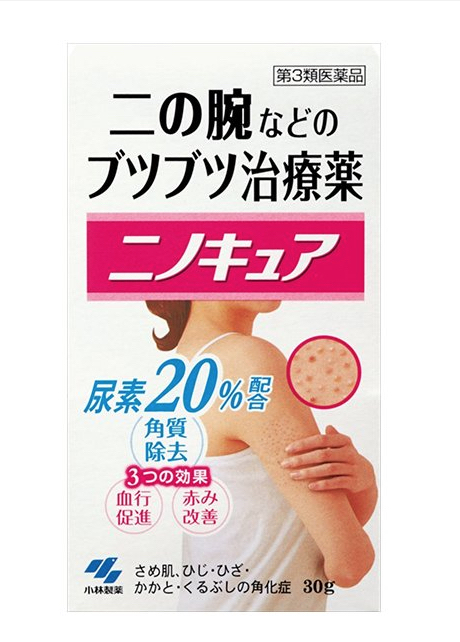 第3類医薬品
二の腕などの
ブツブツ治療薬
ニノキュア
尿素20%配合
角質
除去
3つの効果
血行
促進
赤み
改善
小林製薬
さめ肌、ひじ・ひざ・
かかと・くるぶしの角化症 30g